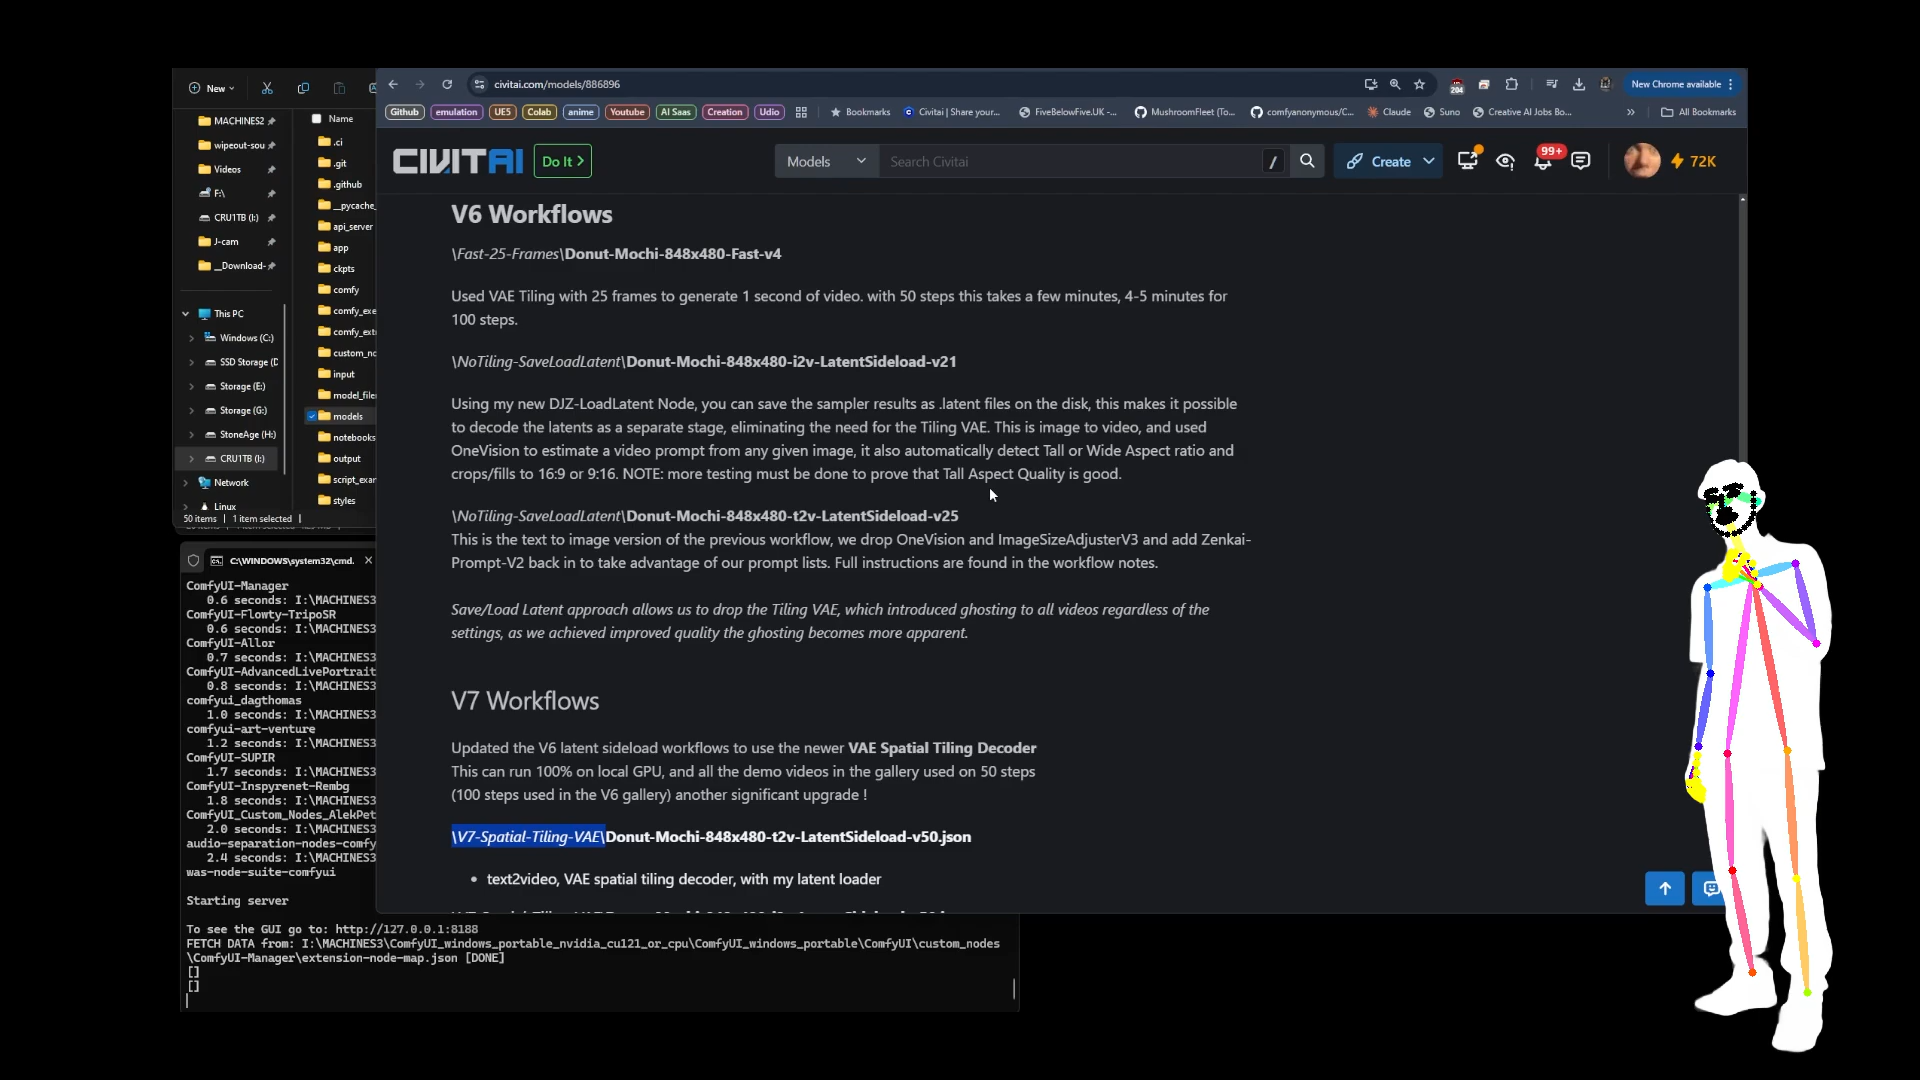 New
MACHINES2
wipeout-sou
Videos
F:\
CRU1TB (I:)
J-cam
__Download-
This PC
Windows (C:)
SSD Storage (D
Storage (E:)
Storage (G:)
StoneAge (H:)
CRU1TB (I:)
Network
Linux
50 items
1 item selected
Name
.ci
.git
.github
__pycache_
api_server
app
ckpts
comfy
comfy_exe
comfy_ext
custom_no
input
model_file
models
notebooks
output
script_exar
styles
civitai.com/models/886896
204
New Chrome available
Github
emulation
UE5
Colab
anime
Youtube
AI Saas
Creation
Udio
Bookmarks
Civitai | Share your...
FiveBelowFive.UK -...
MushroomFleet (To...
comfyanonymous/C...
Claude
Suno
Creative AI Jobs Bo...
»
All Bookmarks
CIVITAI
Do It >
Models
Search Civitai
/
Create
99+
72K
V6 Workflows
\Fast-25-Frames\Donut-Mochi-848x480-Fast-v4
Used VAE Tiling with 25 frames to generate 1 second of video. with 50 steps this takes a few minutes, 4-5 minutes for
100 steps.
\NoTiling-SaveLoadLatent\Donut-Mochi-848x480-i2v-LatentSideload-v21
Using my new DJZ-LoadLatent Node, you can save the sampler results as .latent files on the disk, this makes it possible
to decode the latents as a separate stage, eliminating the need for the Tiling VAE. This is image to video, and used
OneVision to estimate a video prompt from any given image, it also automatically detect Tall or Wide Aspect ratio and
crops/fills to 16:9 or 9:16. NOTE: more testing must be done to prove that Tall Aspect Quality is good.
\NoTiling-SaveLoadLatent\Donut-Mochi-848x480-t2v-LatentSideload-v25
This is the text to image version of the previous workflow, we drop OneVision and ImageSizeAdjusterV3 and add Zenkai-
Prompt-V2 back in to take advantage of our prompt lists. Full instructions are found in the workflow notes.
Save/Load Latent approach allows us to drop the Tiling VAE, which introduced ghosting to all videos regardless of the
settings, as we achieved improved quality the ghosting becomes more apparent.
V7 Workflows
Updated the V6 latent sideload workflows to use the newer VAE Spatial Tiling Decoder
This can run 100% on local GPU, and all the demo videos in the gallery used on 50 steps
(100 steps used in the V6 gallery) another significant upgrade !
\V7-Spatial-Tiling-VAE\Donut-Mochi-848x480-t2v-LatentSideload-v50.json
• text2video, VAE spatial tiling decoder, with my latent loader
C:\WINDOWS\system32\cmd.
ComfyUI-Manager
0.6 seconds: I:\MACHINES3
ComfyUI-Flowty-TripoSR
0.6 seconds: I:\MACHINES3
ComfyUI-Allor
0.7 seconds: I:\MACHINES3
ComfyUI-AdvancedLivePortrait
0.8 seconds: I:\MACHINES3
comfyui_dagthomas
1.0 seconds: I:\MACHINES3
comfyui-art-venture
1.2 seconds: I:\MACHINES3
ComfyUI-SUPIR
1.7 seconds: I:\MACHINES3
ComfyUI-Inspyrenet-Rembg
1.8 seconds: I:\MACHINES3
ComfyUI_Custom_Nodes_AlekPet
2.0 seconds: I:\MACHINES3
audio-separation-nodes-comfy
2.4 seconds: I:\MACHINES3
was-node-suite-comfyui
Starting server
To see the GUI go to: http://127.0.0.1:8188
FETCH DATA from: I:\MACHINES3\ComfyUI_windows_portable_nvidia_cu121_or_cpu\ComfyUI_windows_portable\ComfyUI\custom_nodes
\ComfyUI-Manager\extension-node-map.json [DONE]
[]
[]